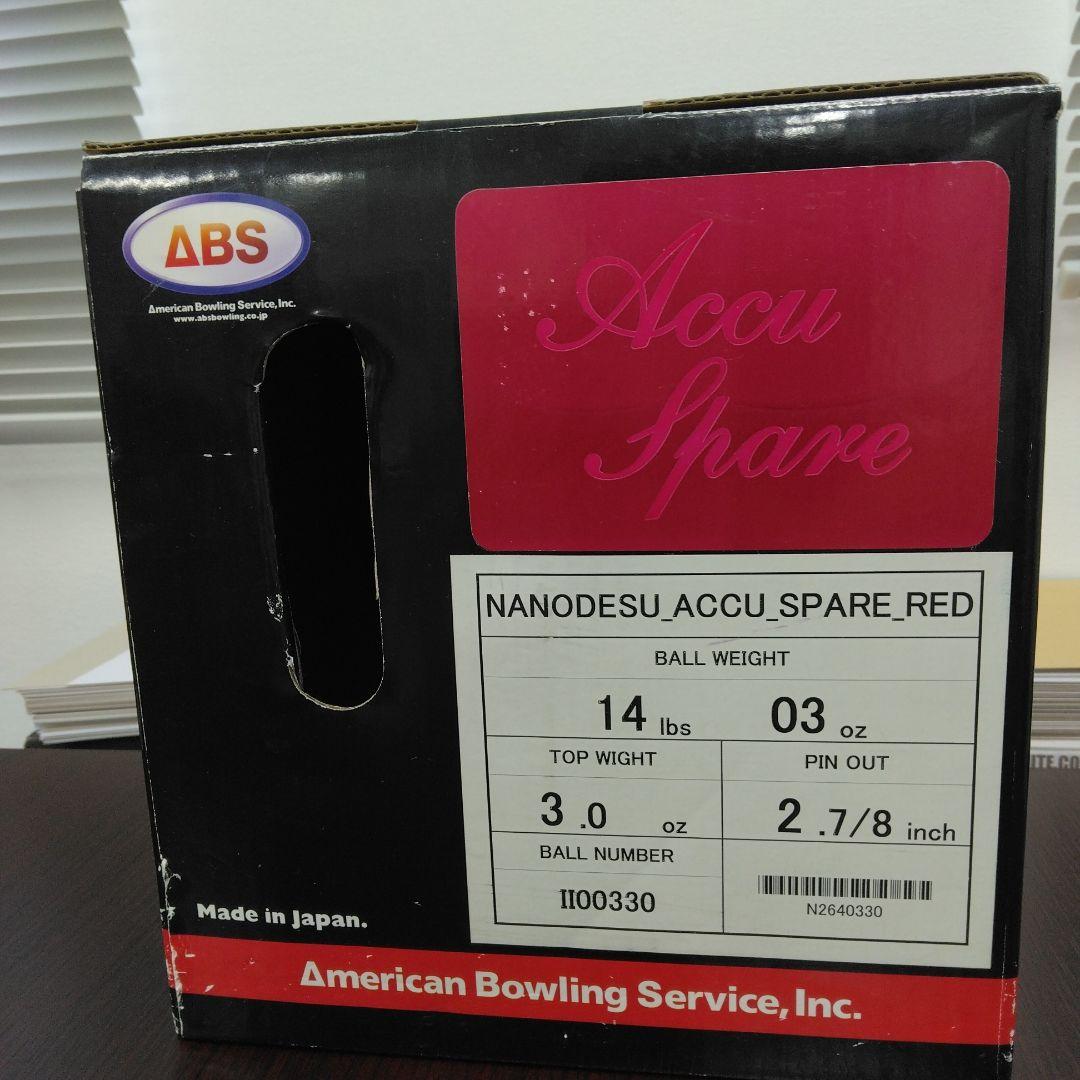 ABS
American Bowling Service, Inc.
www.absbowling.co.jp
Accu
Spare
NANODESU_ACCU_SPARE_RED
BALL WEIGHT
14 lbs 03 oz
TOP WIGHT
PIN OUT
3 .0 oz
2 .7/8 inch
BALL NUMBER
II00330
N2640330
Made in Japan.
American Bowling Service, Inc.
ITE.CO